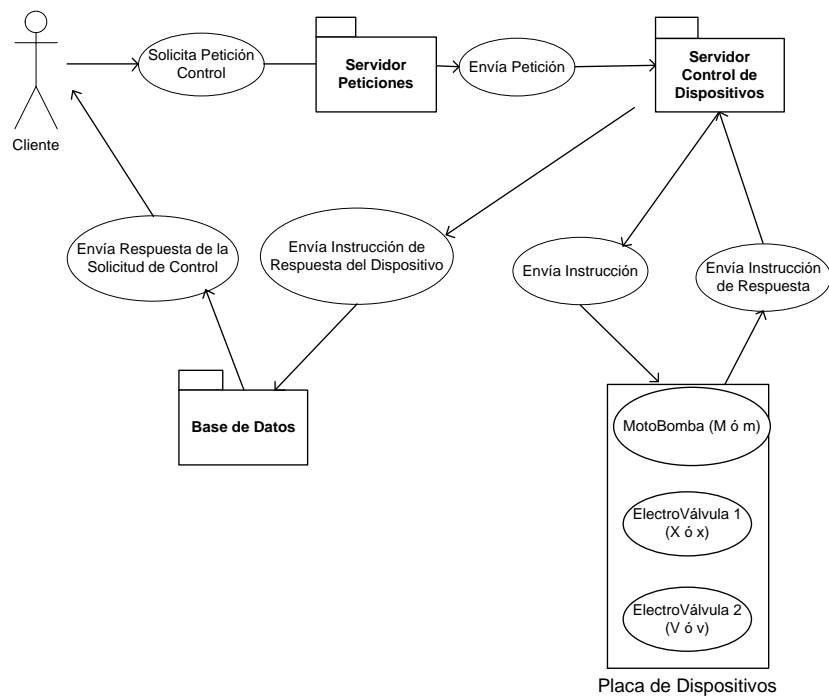 Solicita Petición
Control
Servidor
Peticiones
Envía Petición
Servidor
Control de
Dispositivos
Cliente
Envía Respuesta de la
Solicitud de Control
Envía Instrucción de
Respuesta del Dispositivo
Envía Instrucción
Envía Instrucción
de Respuesta
Base de Datos
MotoBomba (M ó m)
ElectroVálvula 1
(X ó x)
ElectroVálvula 2
(V ó v)
Placa de Dispositivos